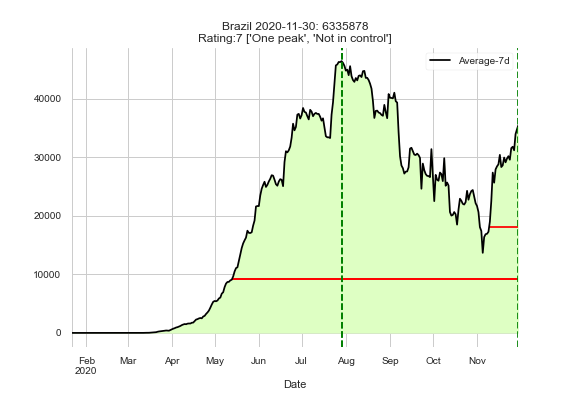 Brazil 2020-11-30: 6335878
Rating:7 ['One peak', 'Not in control']
Average-7d
40000
30000
20000
10000
0
Feb Mar Apr May Jun Jul Aug Sep Oct Nov
2020
Date